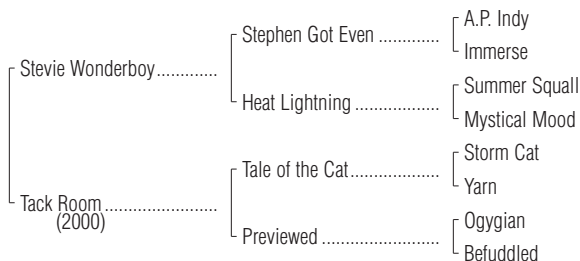 A.P. Indy
Stephen Got Even .............
Immerse
Stevie Wonderboy.............
Summer Squall
Heat Lightning ..................
Mystical Mood
Storm Cat
Tale of the Cat...................
Yarn
Tack Room ........................
(2000)
Ogygian
Previewed .........................
Befuddled